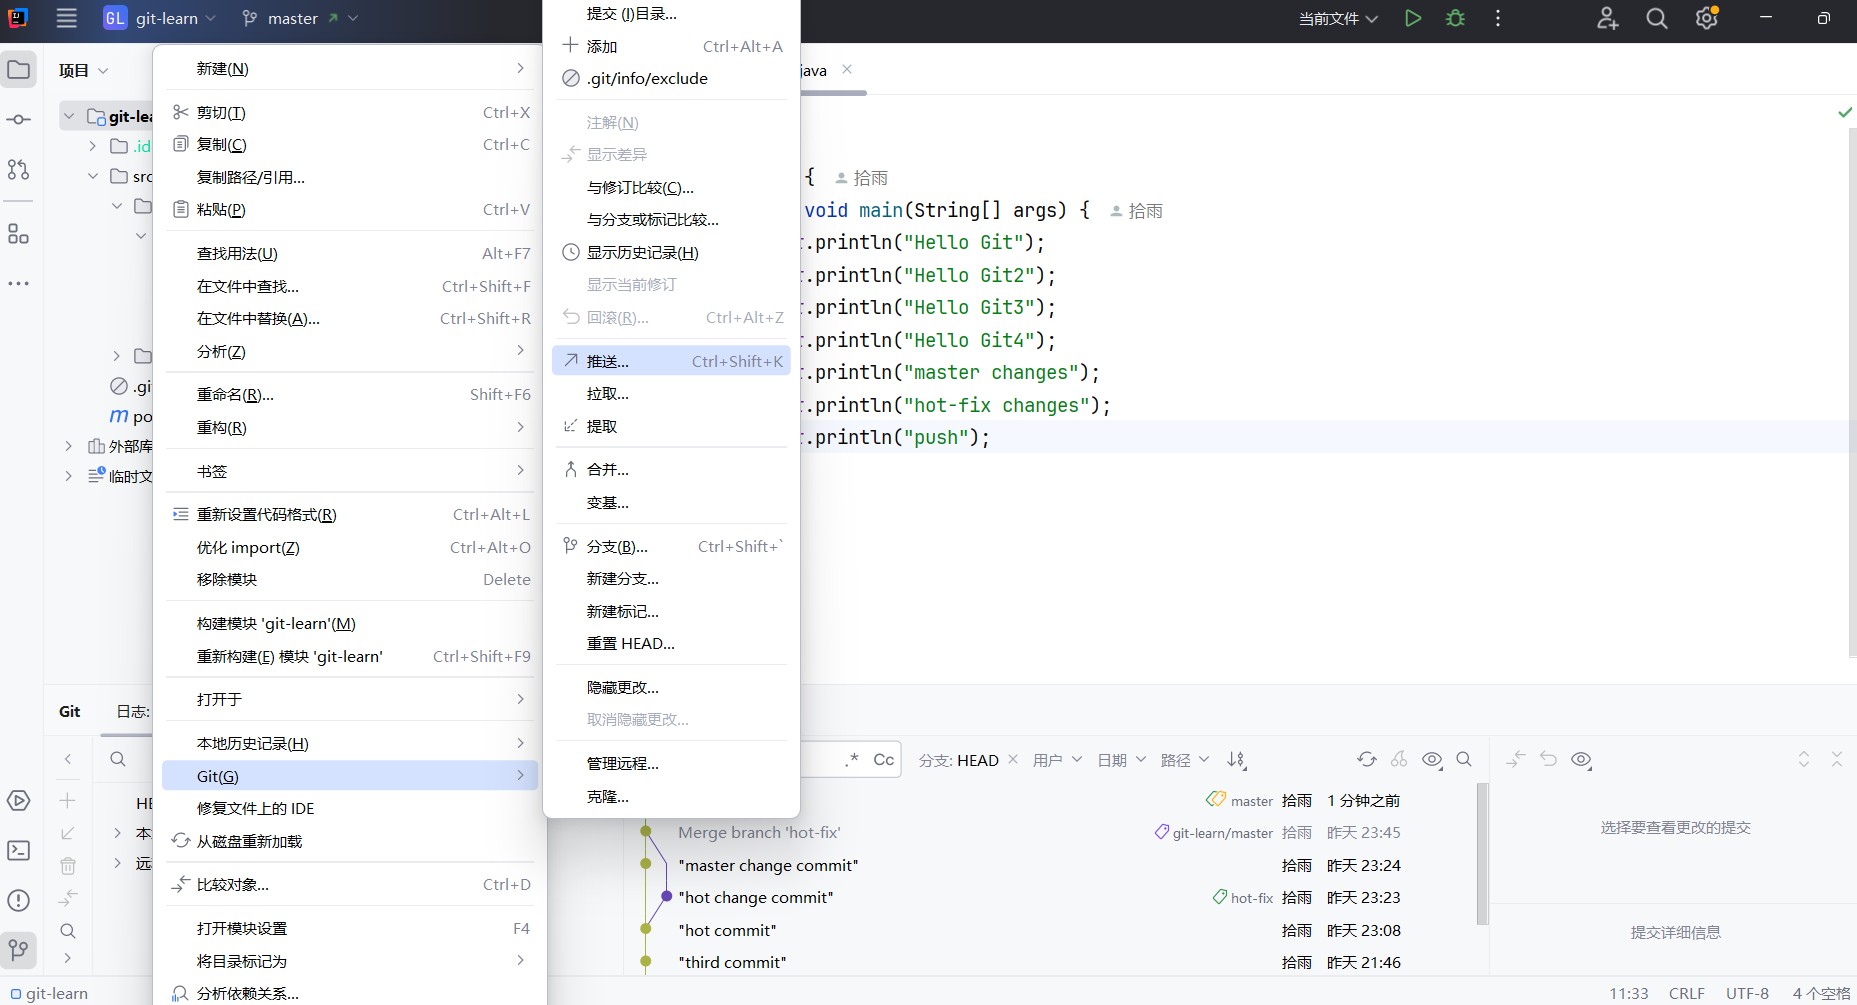 GL git-learn master
当前文件
项目
git-lea
.id
src
.gi
m po
外部库
临时文
新建(N)
剪切(T) Ctrl+X
复制(C) Ctrl+C
复制路径/引用...
粘贴(P) Ctrl+V
查找用法(U) Alt+F7
在文件中查找... Ctrl+Shift+F
在文件中替换(A)... Ctrl+Shift+R
分析(Z)
重命名(R)... Shift+F6
重构(R)
书签
重新设置代码格式(R) Ctrl+Alt+L
优化 import(Z) Ctrl+Alt+O
移除模块 Delete
构建模块 'git-learn'(M)
重新构建(E) 模块 'git-learn' Ctrl+Shift+F9
打开于
本地历史记录(H)
Git(G)
修复文件上的 IDE
从磁盘重新加载
比较对象... Ctrl+D
打开模块设置 F4
将目录标记为
分析依赖关系...
提交 (I)目录...
添加 Ctrl+Alt+A
.git/info/exclude
注解(N)
显示差异
与修订比较(C)...
与分支或标记比较...
显示历史记录(H)
显示当前修订
回滚(R)... Ctrl+Alt+Z
推送... Ctrl+Shift+K
拉取...
提取
合并...
变基...
分支(B)... Ctrl+Shift+`
新建分支...
新建标记...
重置 HEAD...
隐藏更改...
取消隐藏更改...
管理远程...
克隆...
java
{ 拾雨
void main(String[] args) { 拾雨
.println("Hello Git");
.println("Hello Git2");
.println("Hello Git3");
.println("Hello Git4");
.println("master changes");
.println("hot-fix changes");
.println("push");
Git 日志:
HE
本
远
.* Cc 分支: HEAD 用户 日期 路径
master 拾雨 1 分钟之前
Merge branch 'hot-fix' git-learn/master 拾雨 昨天 23:45
"master change commit" 拾雨 昨天 23:24
"hot change commit" hot-fix 拾雨 昨天 23:23
"hot commit" 拾雨 昨天 23:08
"third commit" 拾雨 昨天 21:46
选择要查看更改的提交
提交详细信息
git-learn
11:33 CRLF UTF-8 4 个空格